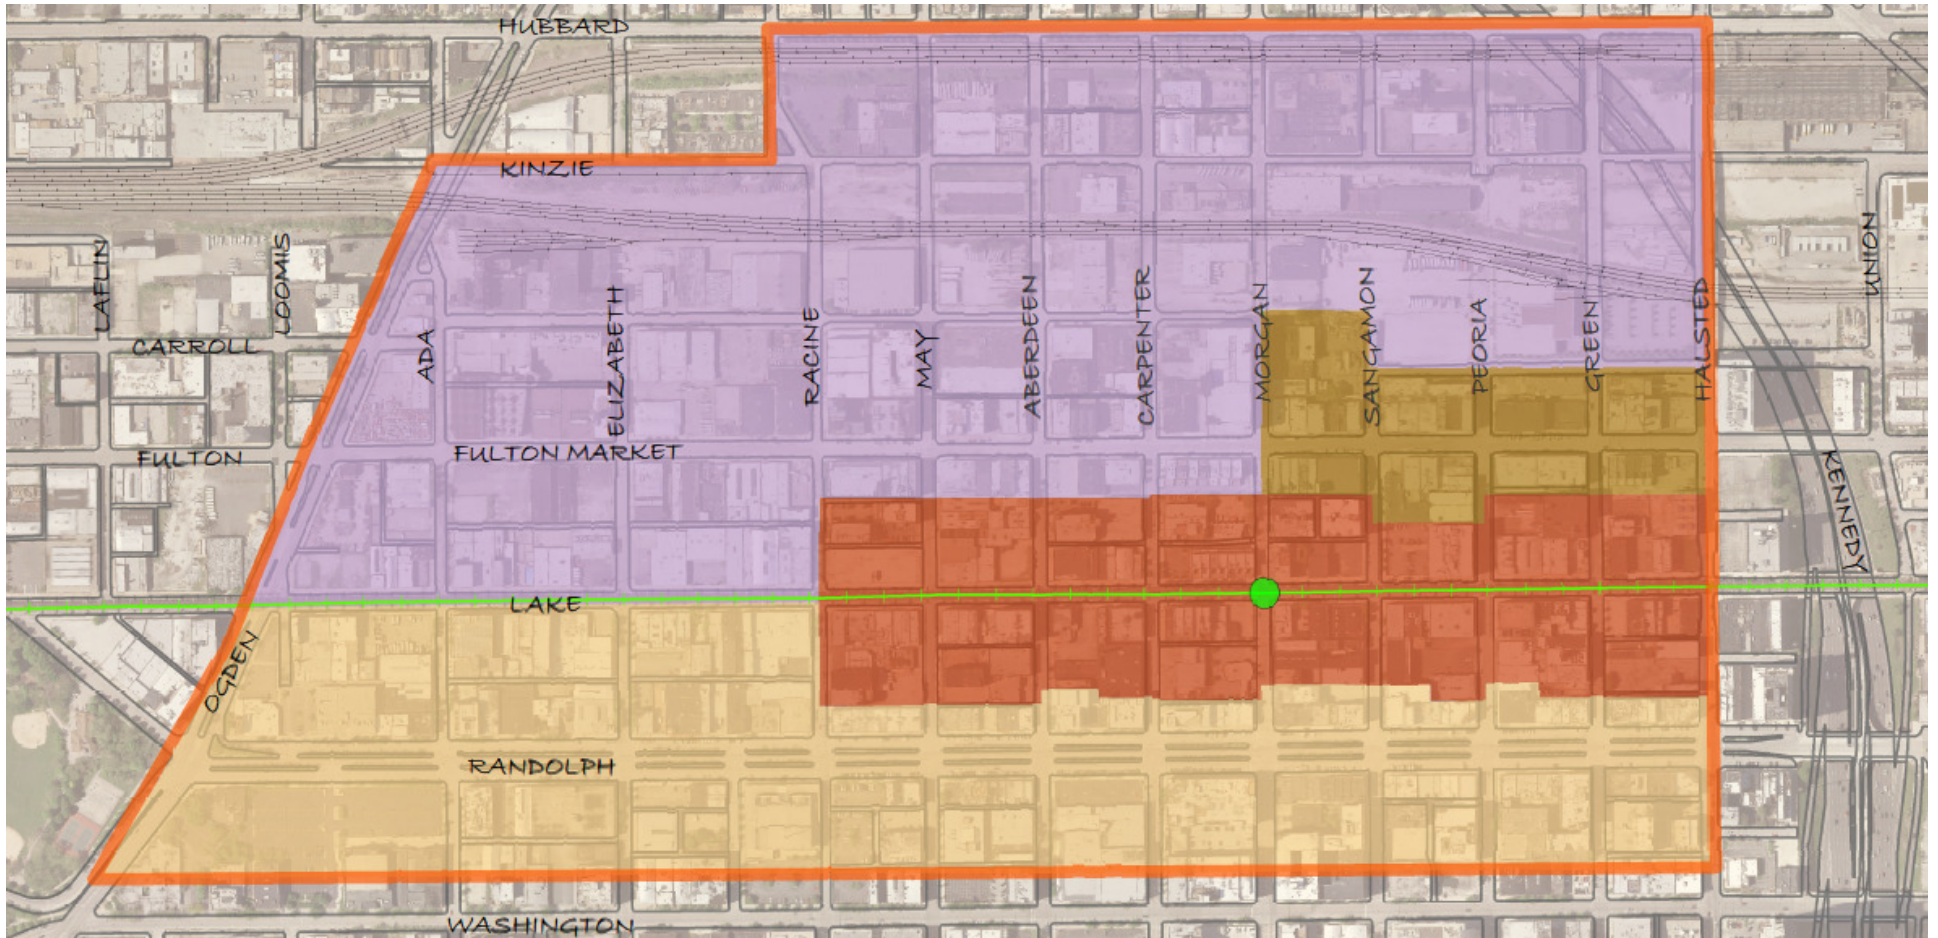 HUBBARD
KINZIE
LAFLIN
LOOMIS
UNION
CARROLL
ADA
ELIZABETH
RACINE
MAY
ABERDEEN
CARPENTER
MORGAN
SANGAMON
PEORIA
GREEN
HALSTED
FULTON
FULTON MARKET
KENNEDY
LAKE
OGDEN
RANDOLPH
WASHINGTON